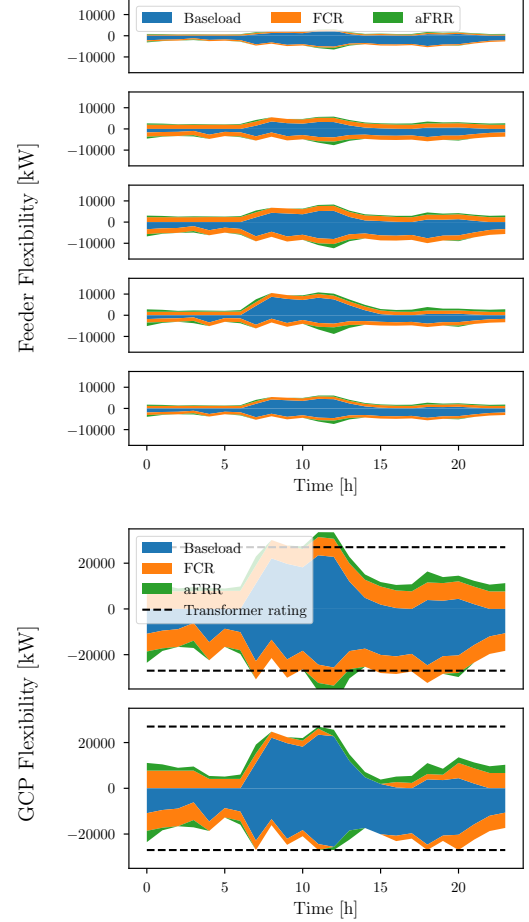 Baseload FCR aFRR
10000
0
−10000
10000
0
−10000
10000
0
−10000
10000
0
−10000
10000
0
−10000
Feeder Flexibility [kW]
0 5 10 15 20
Time [h]
Baseload
FCR
aFRR
Transformer rating
20000
0
−20000
20000
0
−20000
GCP Flexibility [kW]
0 5 10 15 20
Time [h]